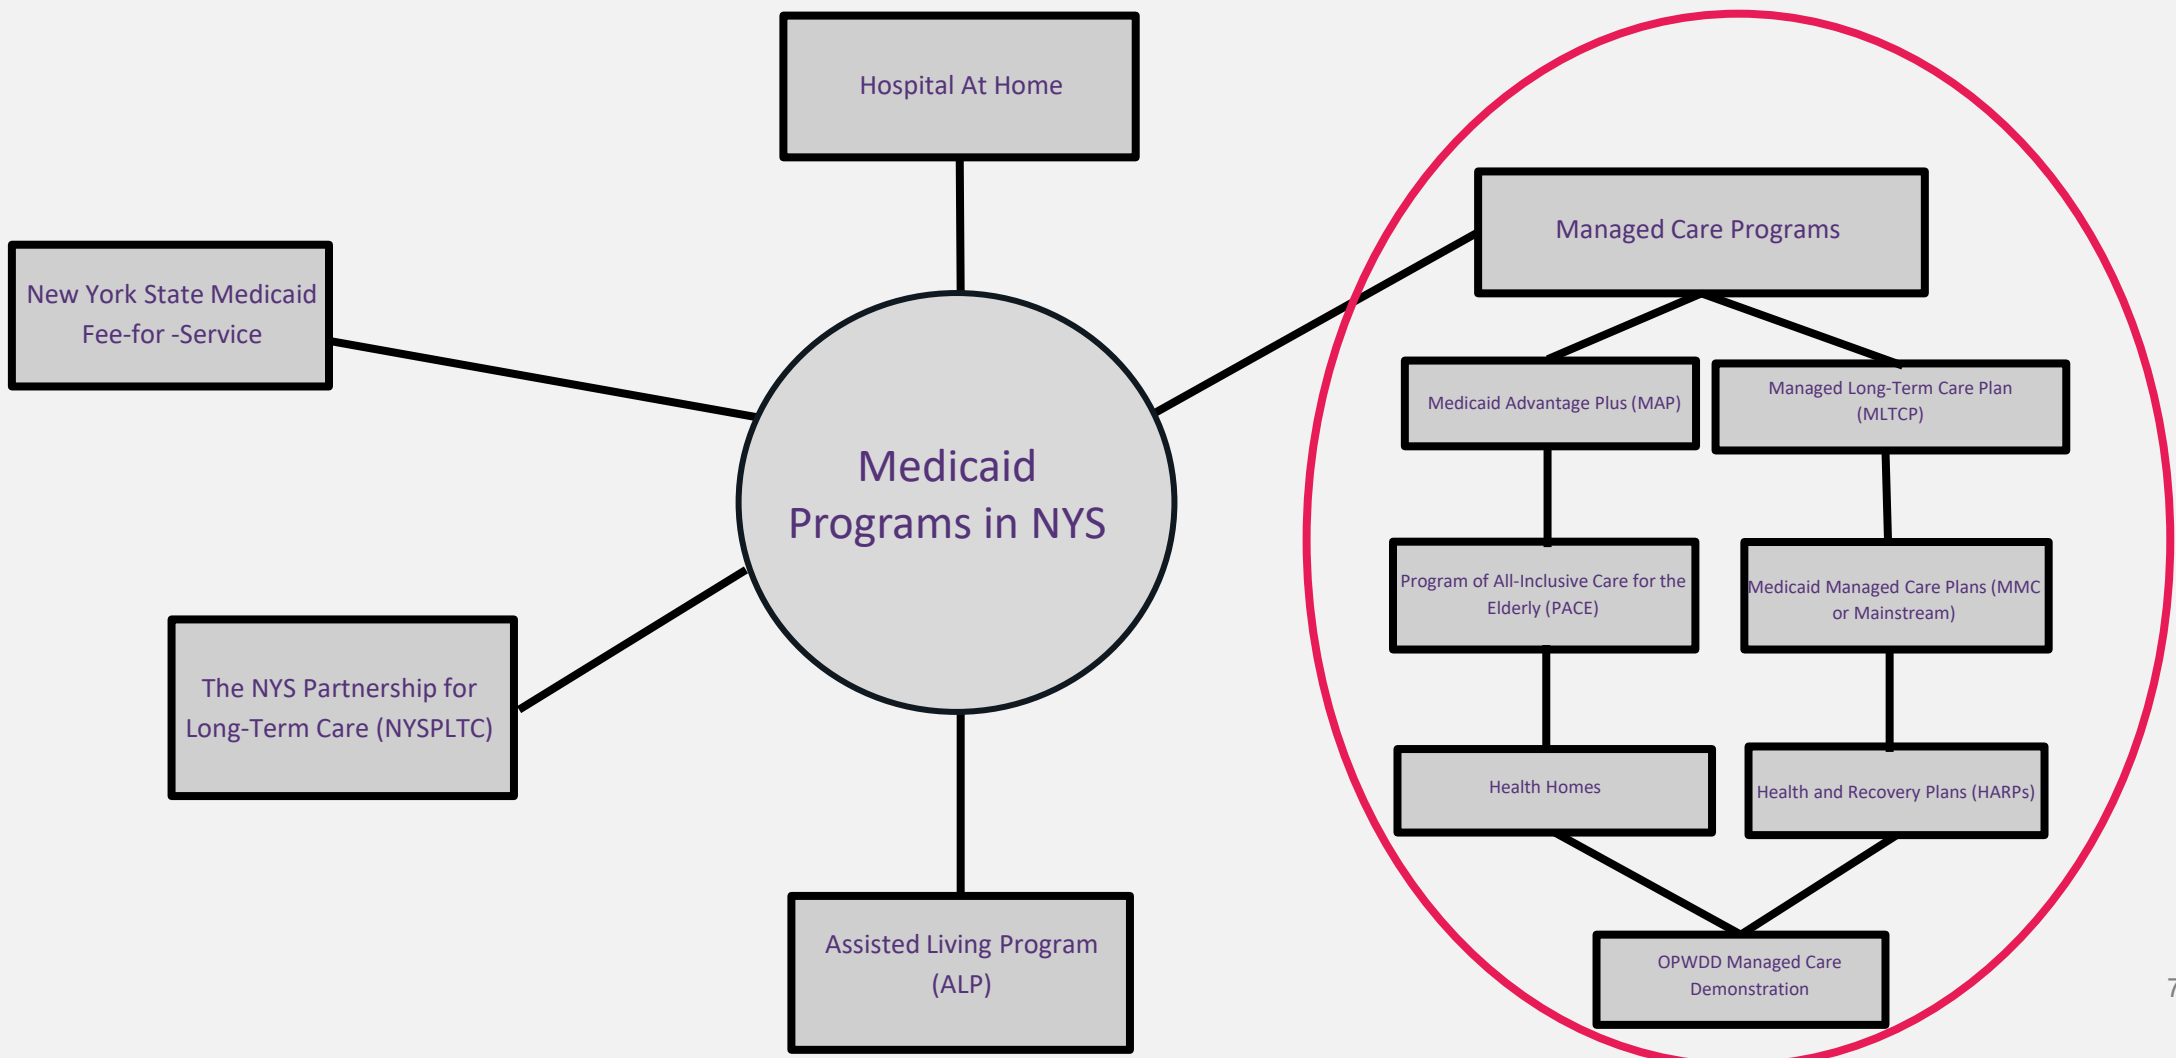 Hospital At Home
Managed Care Programs
New York State Medicaid
Fee-for -Service
Medicaid Advantage Plus (MAP)
Managed Long-Term Care Plan
(MLTCP)
Medicaid
Programs in NYS
Program of All-Inclusive Care for the
Elderly (PACE)
Medicaid Managed Care Plans (MMC
or Mainstream)
The NYS Partnership for
Long-Term Care (NYSPLTC)
Health Homes
Health and Recovery Plans (HARPs)
Assisted Living Program
(ALP)
OPWDD Managed Care
Demonstration
7